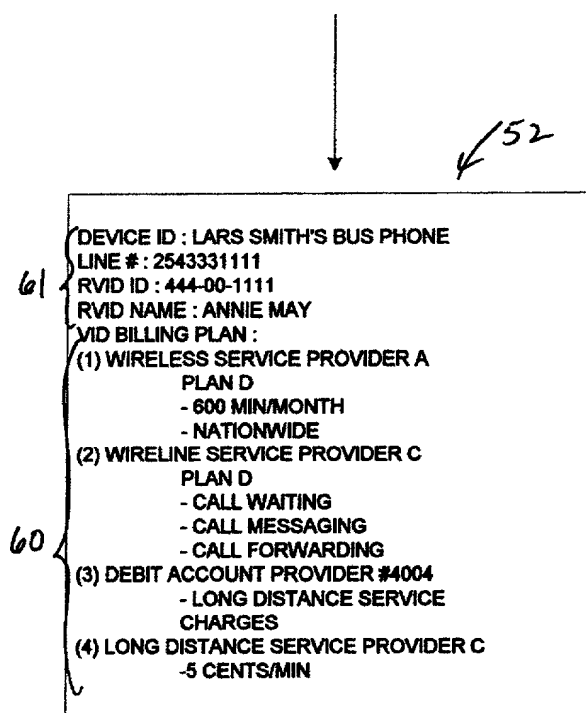 52
DEVICE ID : LARS SMITH'S BUS PHONE
LINE # : 2543331111
61
RVID ID : 444-00-1111
RVID NAME : ANNIE MAY
VID BILLING PLAN :
(1) WIRELESS SERVICE PROVIDER A
PLAN D
- 600 MIN/MONTH
- NATIONWIDE
(2) WIRELINE SERVICE PROVIDER C
PLAN D
- CALL WAITING
- CALL MESSAGING
60
- CALL FORWARDING
(3) DEBIT ACCOUNT PROVIDER #4004
- LONG DISTANCE SERVICE
CHARGES
(4) LONG DISTANCE SERVICE PROVIDER C
-5 CENTS/MIN